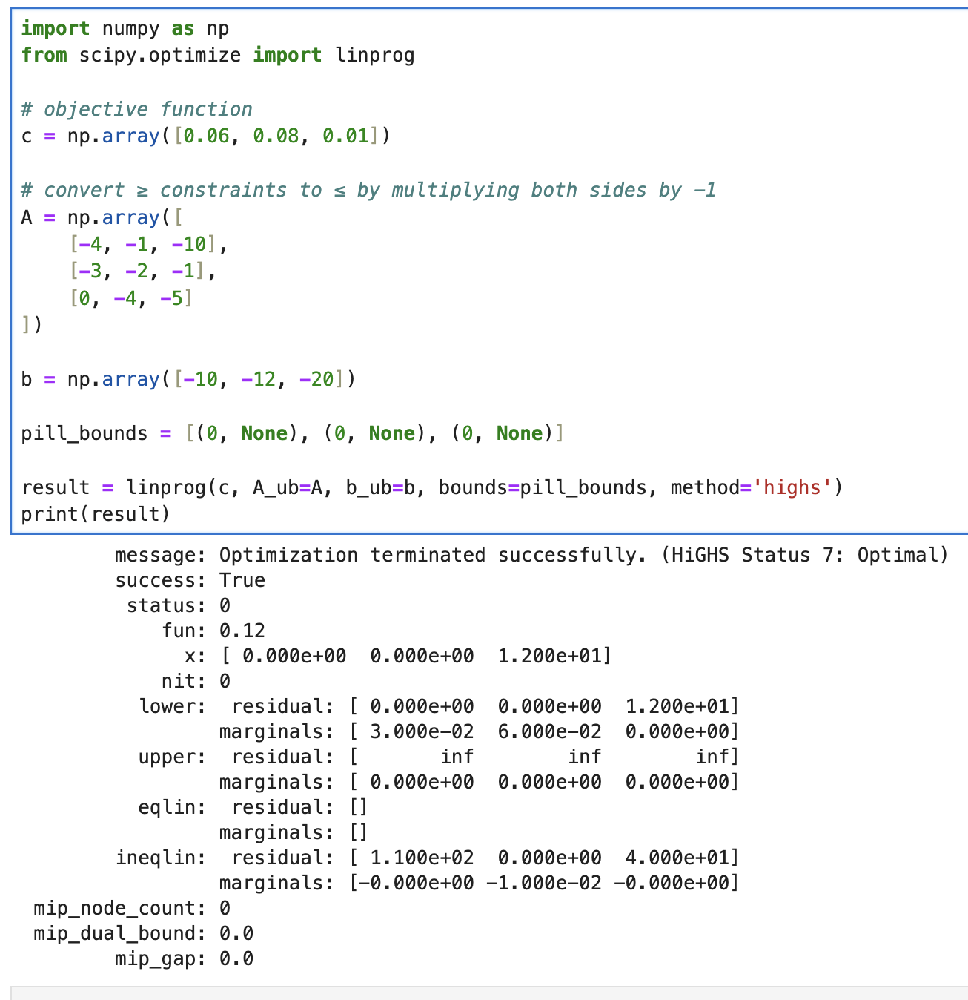 import numpy as np
from scipy.optimize import linprog
# objective function
c = np.array([0.06, 0.08, 0.01])
# convert ≥ constraints to ≤ by multiplying both sides by −1
A = np.array([
    [−4, −1, −10],
    [−3, −2, −1],
    [0, −4, −5]
])
b = np.array([−10, −12, −20])
pill_bounds = [(0, None), (0, None), (0, None)]
result = linprog(c, A_ub=A, b_ub=b, bounds=pill_bounds, method='highs')
print(result)
        message: Optimization terminated successfully. (HiGHS Status 7: Optimal)
        success: True
         status: 0
            fun: 0.12
              x: [ 0.000e+00  0.000e+00  1.200e+01]
            nit: 0
          lower:  residual: [ 0.000e+00  0.000e+00  1.200e+01]
                 marginals: [ 3.000e−02  6.000e−02  0.000e+00]
          upper:  residual: [       inf        inf        inf]
                 marginals: [ 0.000e+00  0.000e+00  0.000e+00]
          eqlin:  residual: []
                 marginals: []
        ineqlin:  residual: [ 1.100e+02  0.000e+00  4.000e+01]
                 marginals: [−0.000e+00 −1.000e−02 −0.000e+00]
 mip_node_count: 0
 mip_dual_bound: 0.0
        mip_gap: 0.0